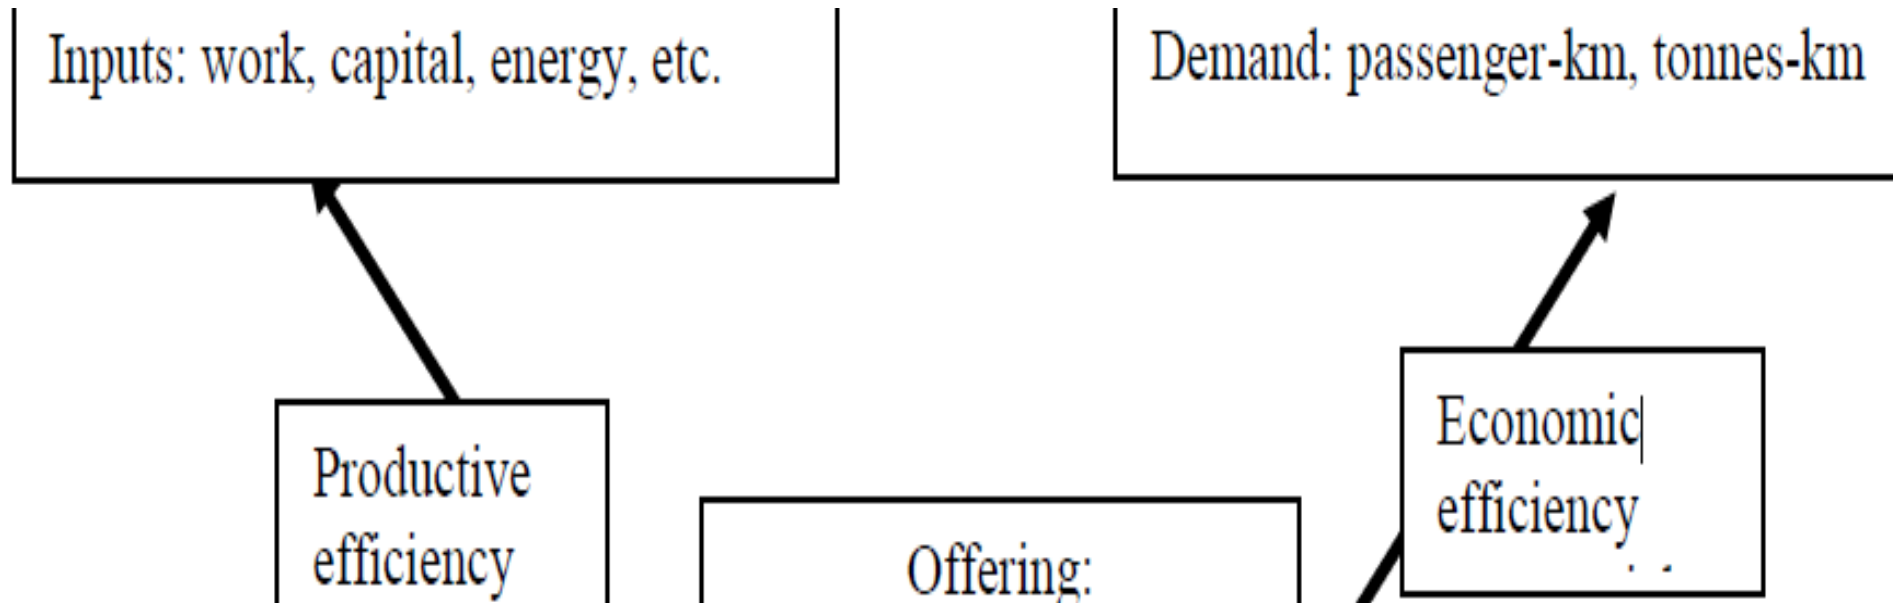 Inputs: work, capital, energy, etc.
Demand: passenger-km, tonnes-km
Productive
efficiency
Economic
efficiency
Offering: